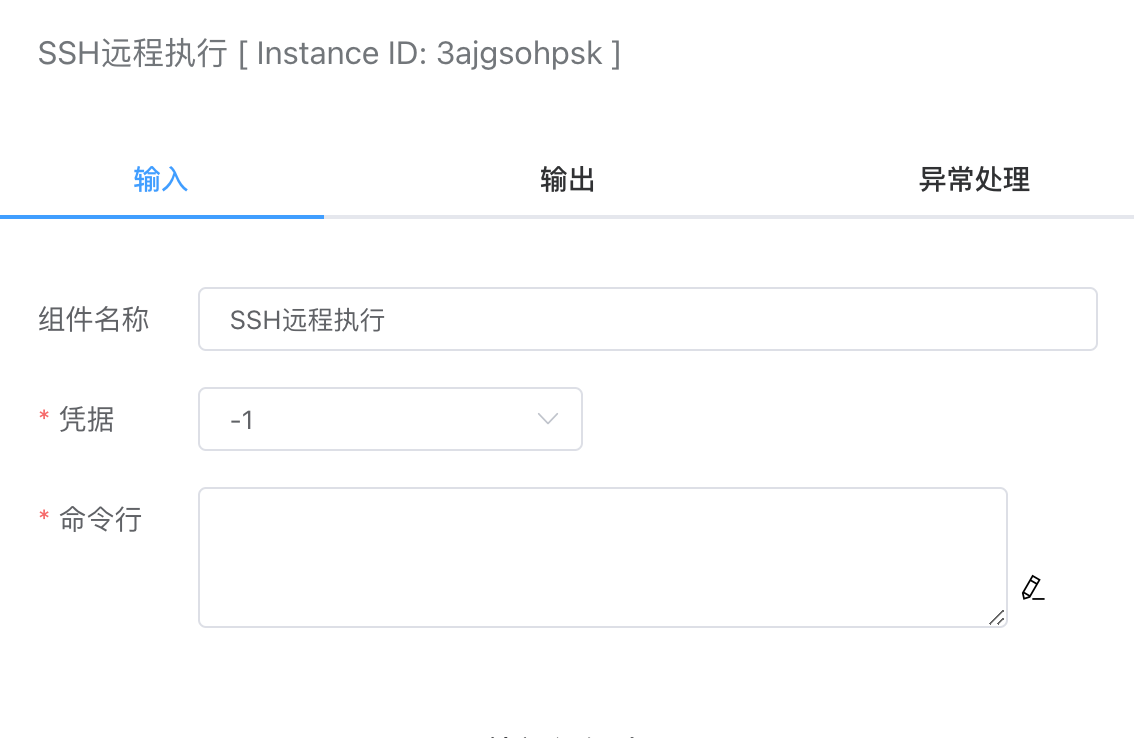 SSH远程执行 [ Instance ID: 3ajgsohpsk ]
输入 输出 异常处理
组件名称 SSH远程执行
* 凭据 -1
* 命令行